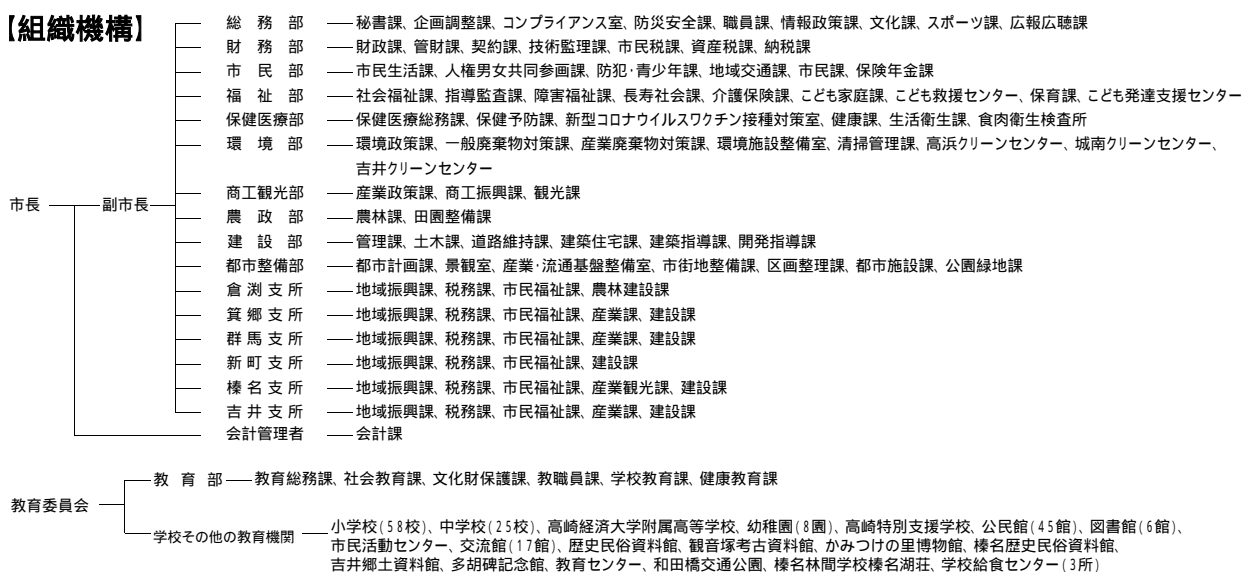 【組織機構】
総務部 秘書課、企画調整課、コンプライアンス室、防災安全課、職員課、情報政策課、文化課、スポーツ課、広報広聴課
財務部 財政課、管財課、契約課、技術監理課、市民税課、資産税課、納税課
市民部 市民生活課、人権男女共同参画課、防犯・青少年課、地域交通課、市民課、保険年金課
福祉部 社会福祉課、指導監査課、障害福祉課、長寿社会課、介護保険課、こども家庭課、こども救援センター、保育課、こども発達支援センター
保健医療部 保健医療総務課、保健予防課、新型コロナウイルスワクチン接種対策室、健康課、生活衛生課、食肉衛生検査所
環境部 環境政策課、一般廃棄物対策課、産業廃棄物対策課、環境施設整備室、清掃管理課、高浜クリーンセンター、城南クリーンセンター、
吉井クリーンセンター
商工観光部 産業政策課、商工振興課、観光課
市長 副市長
農政部 農林課、田園整備課
建設部 管理課、土木課、道路維持課、建築住宅課、建築指導課、開発指導課
都市整備部 都市計画課、景観室、産業・流通基盤整備室、市街地整備課、区画整理課、都市施設課、公園緑地課
倉渕支所 地域振興課、税務課、市民福祉課、農林建設課
箕郷支所 地域振興課、税務課、市民福祉課、産業課、建設課
群馬支所 地域振興課、税務課、市民福祉課、産業課、建設課
新町支所 地域振興課、税務課、市民福祉課、建設課
榛名支所 地域振興課、税務課、市民福祉課、産業観光課、建設課
吉井支所 地域振興課、税務課、市民福祉課、産業課、建設課
会計管理者 会計課
教育委員会
教育部 教育総務課、社会教育課、文化財保護課、教職員課、学校教育課、健康教育課
学校その他の教育機関 小学校(58校)、中学校(25校)、高崎経済大学附属高等学校、幼稚園(8園)、高崎特別支援学校、公民館(45館)、図書館(6館)、
市民活動センター、交流館(17館)、歴史民俗資料館、観音塚考古資料館、かみつけの里博物館、榛名歴史民俗資料館、
吉井郷土資料館、多胡碑記念館、教育センター、和田橋交通公園、榛名林間学校榛名湖荘、学校給食センター(3所)